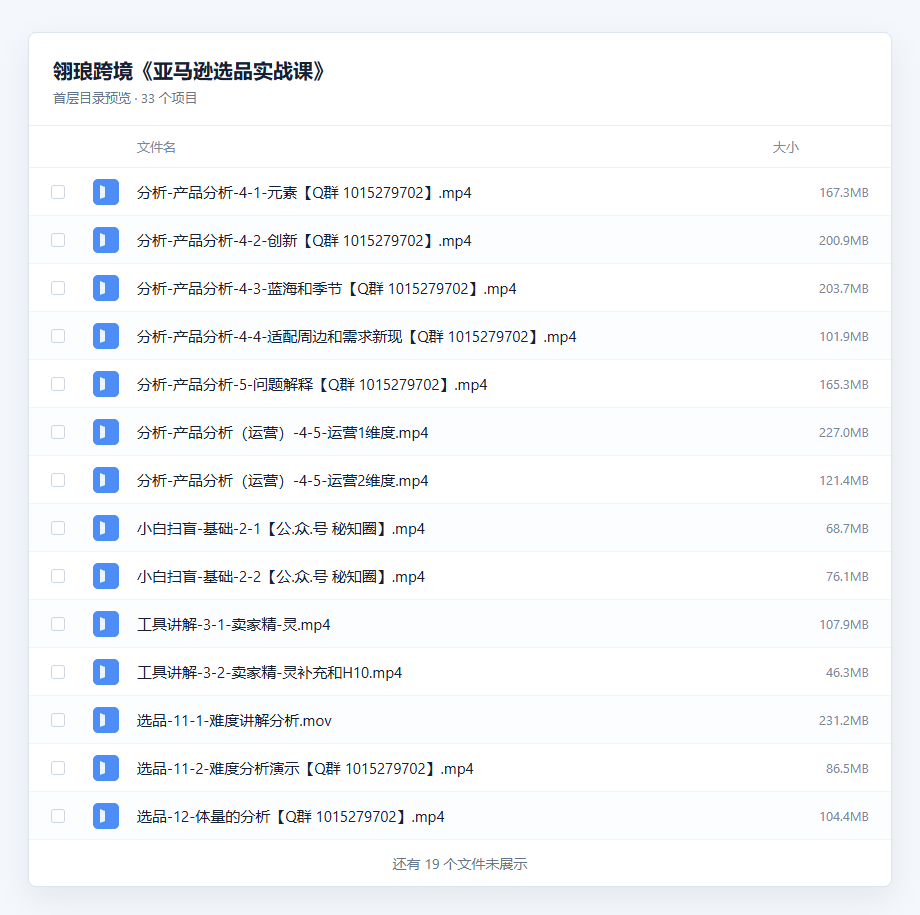 翎琅跨境《亚马逊选品实战课》
首层目录预览 · 33 个项目
文件名 大小
分析-产品分析-4-1-元素【Q群 1015279702】.mp4 167.3MB
分析-产品分析-4-2-创新【Q群 1015279702】.mp4 200.9MB
分析-产品分析-4-3-蓝海和季节【Q群 1015279702】.mp4 203.7MB
分析-产品分析-4-4-适配周边和需求新现【Q群 1015279702】.mp4 101.9MB
分析-产品分析-5-问题解释【Q群 1015279702】.mp4 165.3MB
分析-产品分析（运营）-4-5-运营1维度.mp4 227.0MB
分析-产品分析（运营）-4-5-运营2维度.mp4 121.4MB
小白扫盲-基础-2-1【公.众.号 秘知圈】.mp4 68.7MB
小白扫盲-基础-2-2【公.众.号 秘知圈】.mp4 76.1MB
工具讲解-3-1-卖家精-灵.mp4 107.9MB
工具讲解-3-2-卖家精-灵补充和H10.mp4 46.3MB
选品-11-1-难度讲解分析.mov 231.2MB
选品-11-2-难度分析演示【Q群 1015279702】.mp4 86.5MB
选品-12-体量的分析【Q群 1015279702】.mp4 104.4MB
还有 19 个文件未展示